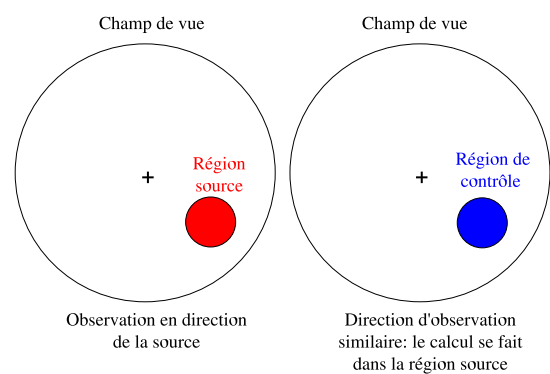 Champ de vue
Région
source
Observation en direction
de la source
Champ de vue
Région de
contrôle
Direction d'observation
similaire: le calcul se fait
dans la région source